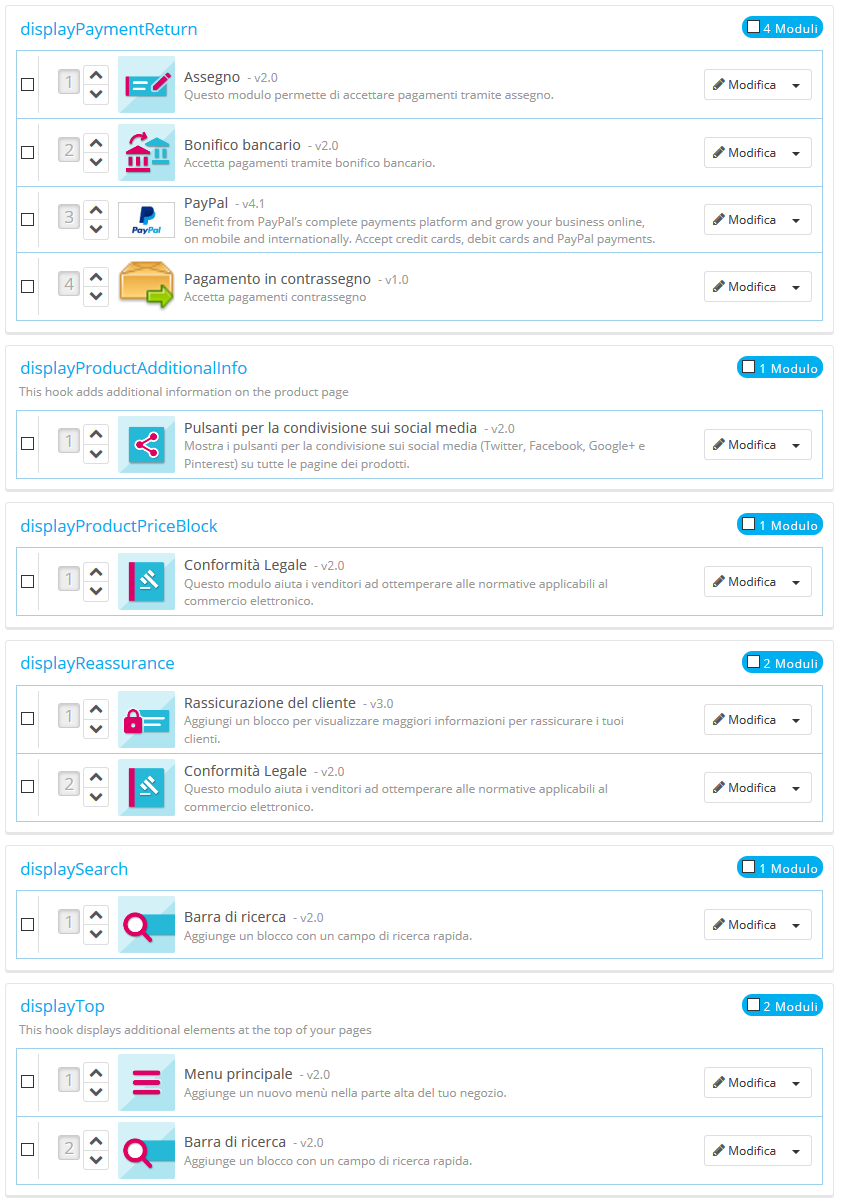 displayPaymentReturn
4 Moduli
1
Assegno - v2.0
Questo modulo permette di accettare pagamenti tramite assegno.
Modifica
2
Bonifico bancario - v2.0
Accetta pagamenti tramite bonifico bancario.
Modifica
3
PayPal
PayPal - v4.1
Benefit from PayPal's complete payments platform and grow your business online,
on mobile and internationally. Accept credit cards, debit cards and PayPal payments.
Modifica
4
Pagamento in contrassegno - v1.0
Accetta pagamenti contrassegno
Modifica
displayProductAdditionalInfo
1 Modulo
This hook adds additional information on the product page
1
Pulsanti per la condivisione sui social media - v2.0
Mostra i pulsanti per la condivisione sui social media (Twitter, Facebook, Google+ e
Pinterest) su tutte le pagine dei prodotti.
Modifica
displayProductPriceBlock
1 Modulo
1
Conformità Legale - v2.0
Questo modulo aiuta i venditori ad ottemperare alle normative applicabili al
commercio elettronico.
Modifica
displayReassurance
2 Moduli
1
Rassicurazione del cliente - v3.0
Aggiungi un blocco per visualizzare maggiori informazioni per rassicurare i tuoi
clienti.
Modifica
2
Conformità Legale - v2.0
Questo modulo aiuta i venditori ad ottemperare alle normative applicabili al
commercio elettronico.
Modifica
displaySearch
1 Modulo
1
Barra di ricerca - v2.0
Aggiunge un blocco con un campo di ricerca rapida.
Modifica
displayTop
2 Moduli
This hook displays additional elements at the top of your pages
1
Menu principale - v2.0
Aggiunge un nuovo menù nella parte alta del tuo negozio.
Modifica
2
Barra di ricerca - v2.0
Aggiunge un blocco con un campo di ricerca rapida.
Modifica